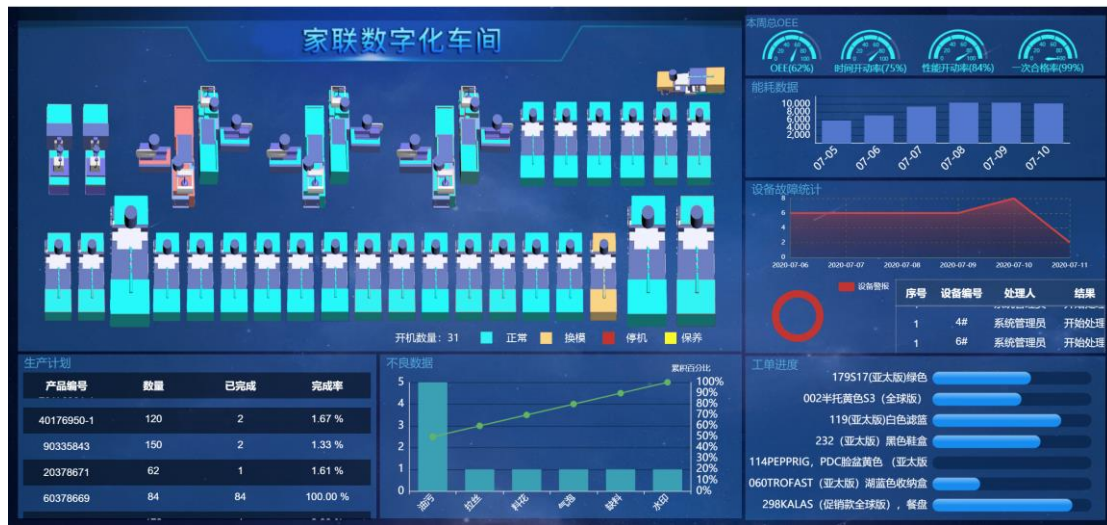 家联数字化车间
开机数量：31 正常 换模 停机 保养
本周总OEE
OEE(62%) 时间开动率(75%) 性能开动率(84%) 一次合格率(99%)
能耗数据
10,000
8,000
6,000
4,000
2,000
07-05 07-06 07-07 07-08 07-09 07-10
设备故障统计
8
6
4
2
0
2020-07-06 2020-07-07 2020-07-08 2020-07-09 2020-07-10 2020-07-11
设备警报
序号 设备编号 处理人 结果
1 4# 系统管理员 开始处理
1 6# 系统管理员 开始处理
生产计划
产品编号 数量 已完成 完成率
40176950-1 120 2 1.67 %
90335843 150 2 1.33 %
20378671 62 1 1.61 %
60378669 84 84 100.00 %
不良数据
累积百分比
5 100%
90%
4 80%
70%
3 60%
50%
2 40%
30%
1 20%
10%
0 0%
油污 拉丝 料花 气泡 缺料 水印
工单进度
179S17(亚太版)绿色
002半托黄色S3（全球版）
119(亚太版)白色滤篮
232（亚太版）黑色鞋盒
114PEPPRIG，PDC脸盆黄色 （亚太版
060TROFAST（亚太版）湖蓝色收纳盒
298KALAS（促销款全球版），餐盘